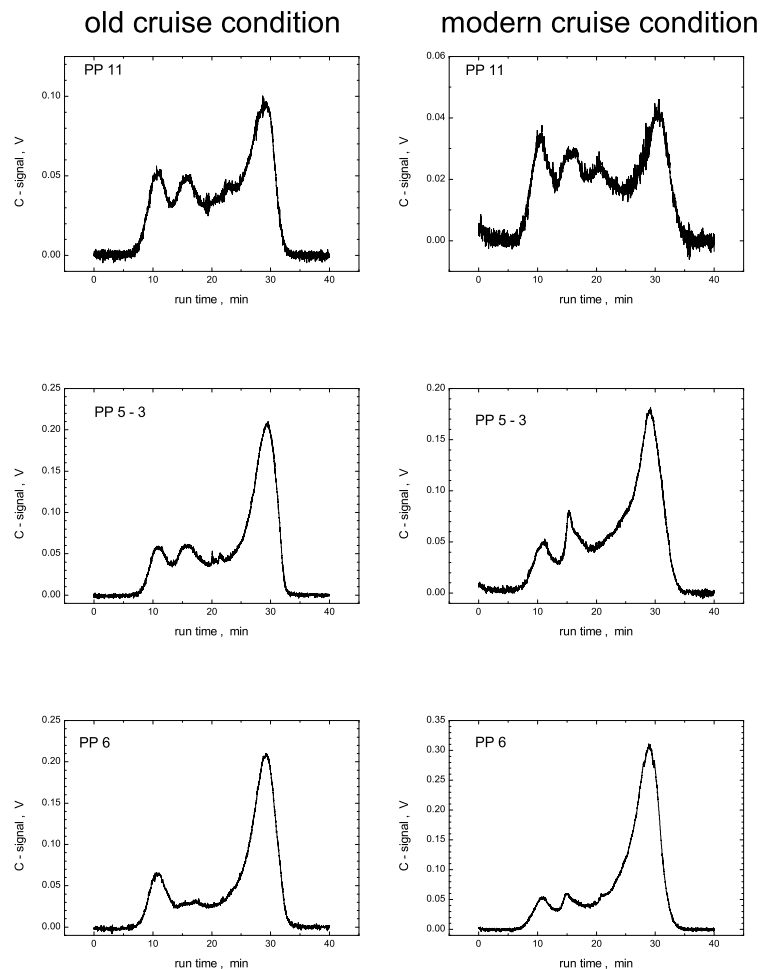 old cruise condition
modern cruise condition
PP 11
C - signal , V
0.10
0.05
0.00
0 10 20 30 40
run time , min
PP 11
C - signal , V
0.06
0.04
0.02
0.00
0 10 20 30 40
run time , min
PP 5 - 3
C - signal , V
0.25
0.20
0.15
0.10
0.05
0.00
0 10 20 30 40
run time , min
PP 5 - 3
C - signal , V
0.20
0.15
0.10
0.05
0.00
0 10 20 30 40
run time , min
PP 6
C - signal , V
0.25
0.20
0.15
0.10
0.05
0.00
0 10 20 30 40
run time , min
PP 6
C - signal , V
0.35
0.30
0.20
0.15
0.10
0.05
0.00
0 10 20 30 40
run time , min